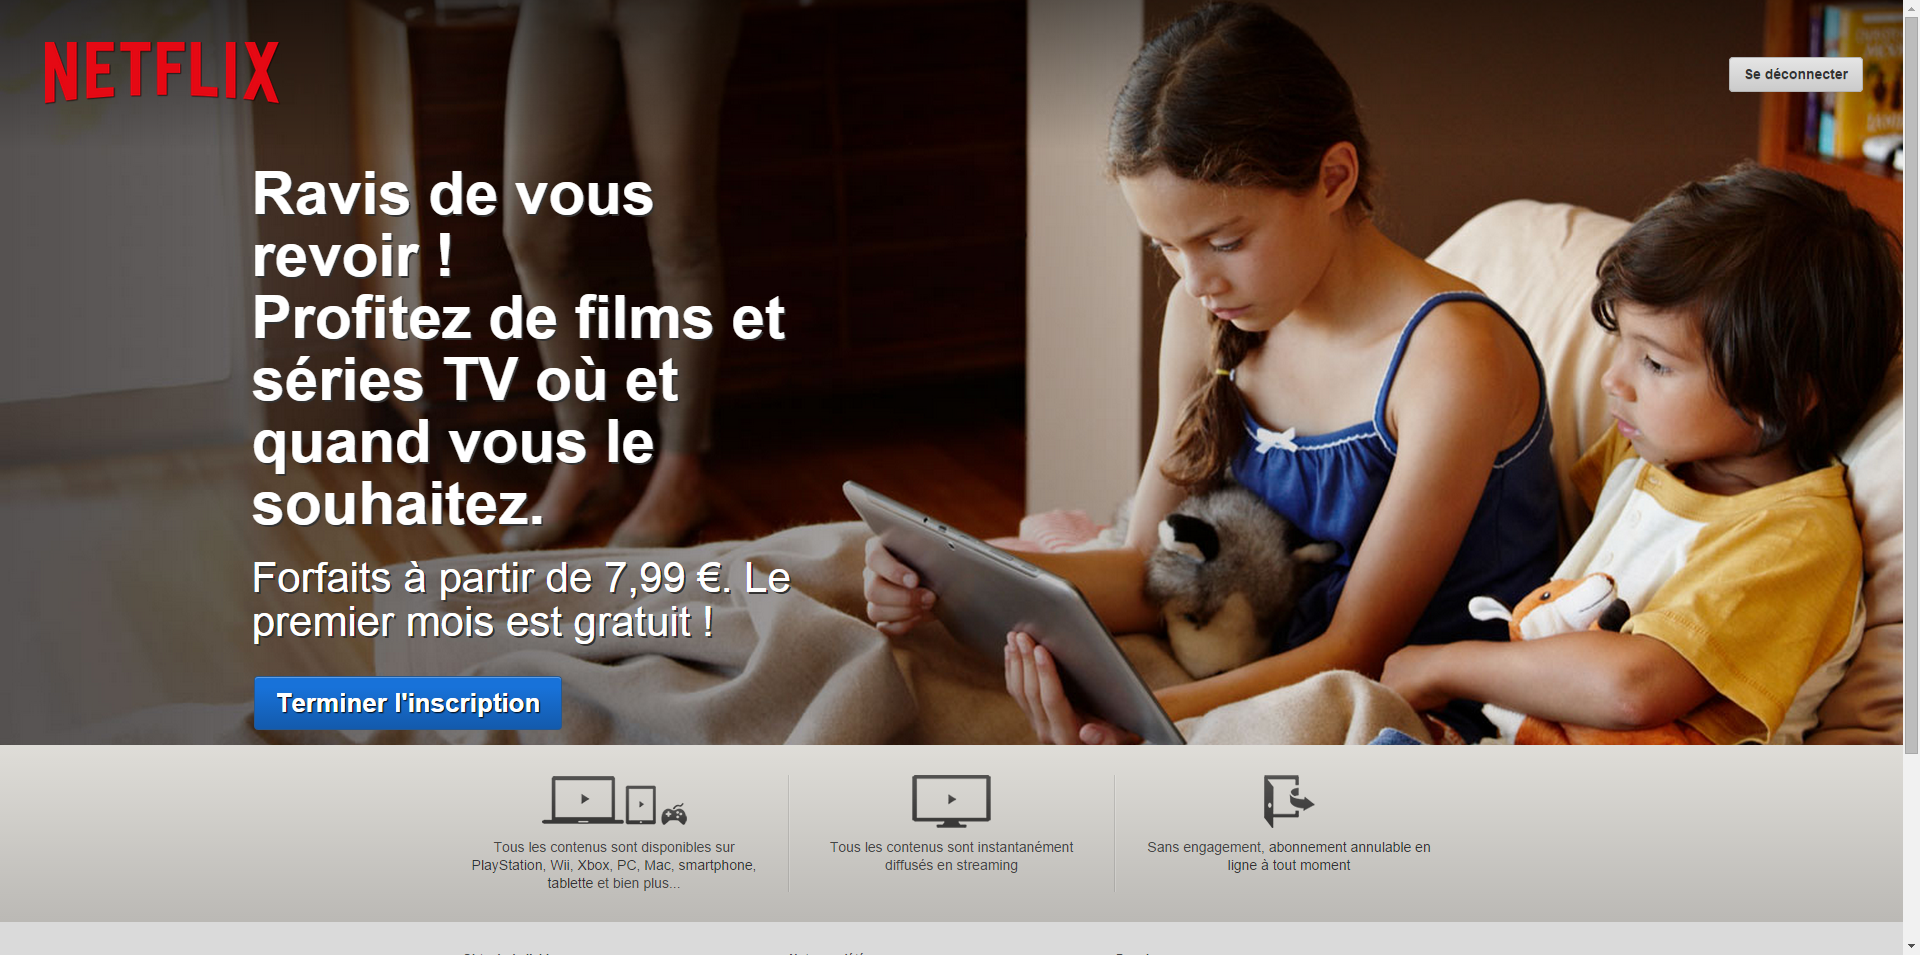 NETFLIX
Se déconnecter
Ravis de vous
revoir !
Profitez de films et
séries TV où et
quand vous le
souhaitez.
Forfaits à partir de 7,99 €. Le
premier mois est gratuit !
Terminer l'inscription
Tous les contenus sont disponibles sur
PlayStation, Wii, Xbox, PC, Mac, smartphone,
tablette et bien plus...
Tous les contenus sont instantanément
diffusés en streaming
Sans engagement, abonnement annulable en
ligne à tout moment